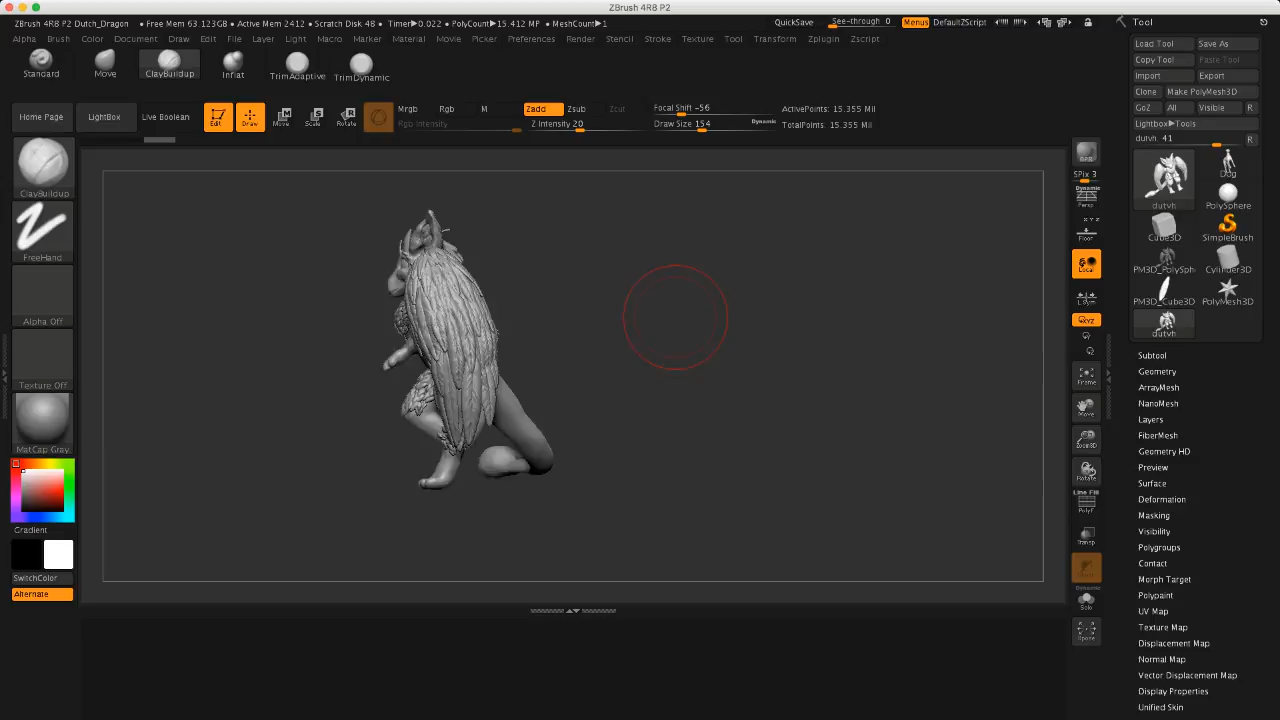 ZBrush 4R8 P2
ZBrush 4R8 P2 Dutch_Dragon • Free Mem 63.123GB • Active Mem 2412 • Scratch Disk 48 • Timer▶0.022 • PolyCount▶15.412 MP • MeshCount▶1
QuickSave See-through 0 Menus DefaultZScript
Alpha Brush Color Document Draw Edit File Layer Light Macro Marker Material Movie Picker Preferences Render Stencil Stroke Texture Tool Transform Zplugin Zscript
Standard Move ClayBuildup Inflat TrimAdaptive TrimDynamic
Home Page LightBox Live Boolean Edit Draw Move Scale Rotate
Mrgb Rgb M Zadd Zsub Zcut
Rgb Intensity Z Intensity 20
Focal Shift -56
Draw Size 154 Dynamic
ActivePoints: 15.355 Mil
TotalPoints: 15.355 Mil
ClayBuildup
FreeHand
Alpha Off
Texture Off
MatCap Gray
Gradient
SwitchColor
Alternate
BPR
SPix 3
Dynamic
Persp
Floor
Local
L.Sym
XYZ
Frame
Move
Zoom3D
Rotate
Line Fill
PolyF
Transp
Dynamic
Solo
Xpose
Tool
Load Tool Save As
Copy Tool Paste Tool
Import Export
Clone Make PolyMesh3D
GoZ All Visible R
Lightbox▶Tools
dutvh. 41 R
dutvh Dog
PolySphere
Cube3D SimpleBrush
PM3D_PolySph Cylinder3D
PM3D_Cube3D PolyMesh3D
dutvh
Subtool
Geometry
ArrayMesh
NanoMesh
Layers
FiberMesh
Geometry HD
Preview
Surface
Deformation
Masking
Visibility
Polygroups
Contact
Morph Target
Polypaint
UV Map
Texture Map
Displacement Map
Normal Map
Vector Displacement Map
Display Properties
Unified Skin